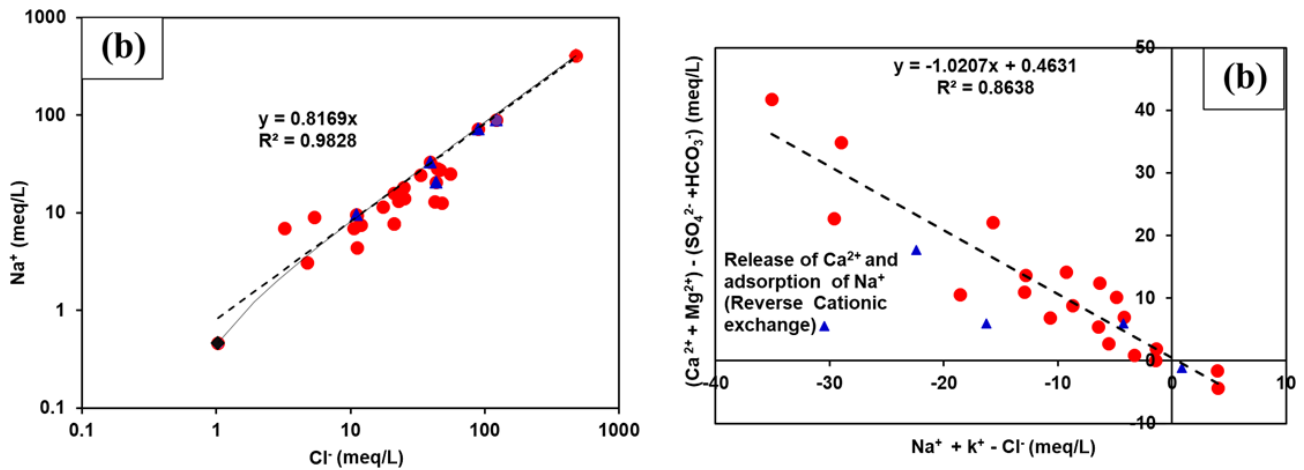 (b)
1000
100
10
1
0.1
Na⁺ (meq/L)
y = 0.8169x
R² = 0.9828
0.1
1
10
100
1000
Cl⁻ (meq/L)
(b)
(Ca²⁺ + Mg²⁺) - (SO₄²⁻ +HCO₃⁻) (meq/L)
y = -1.0207x + 0.4631
R² = 0.8638
50
40
30
20
10
0
-10
Release of Ca²⁺ and
adsorption of Na⁺
(Reverse Cationic
exchange)
-40
-30
-20
-10
0
10
Na⁺ + k⁺ - Cl⁻ (meq/L)